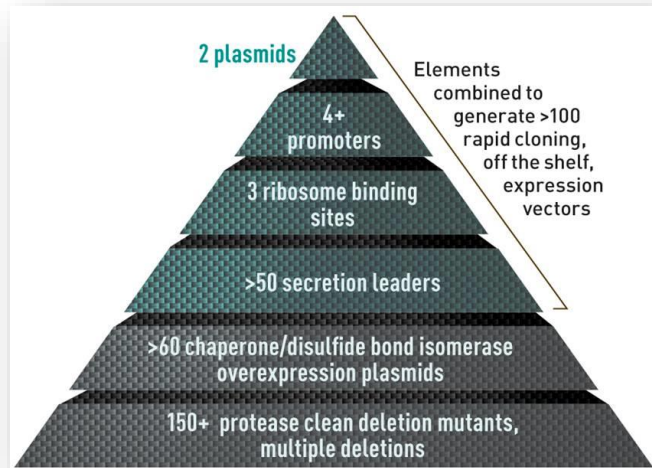 2 plasmids
4+
promoters
3 ribosome binding
sites
>50 secretion leaders
>60 chaperone/disulfide bond isomerase
overexpression plasmids
150+ protease clean deletion mutants,
multiple deletions
Elements
combined to
generate >100
rapid cloning,
off the shelf,
expression
vectors